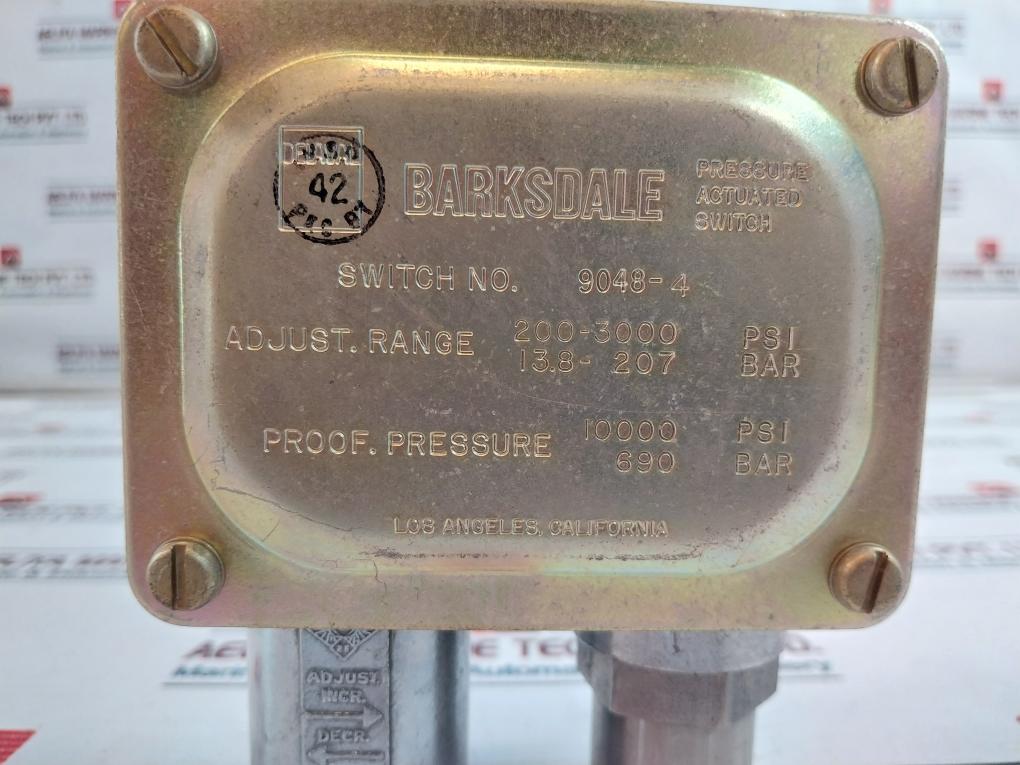 DELAVAL
42
BARKSDALE
PRESSURE
ACTUATED
SWITCH
SWITCH NO. 9048-4
ADJUST. RANGE 200-3000 PSI
13.8- 207 BAR
PROOF. PRESSURE 10000 PSI
690 BAR
LOS ANGELES, CALIFORNIA
ADJUST.
INCR.
DECR.